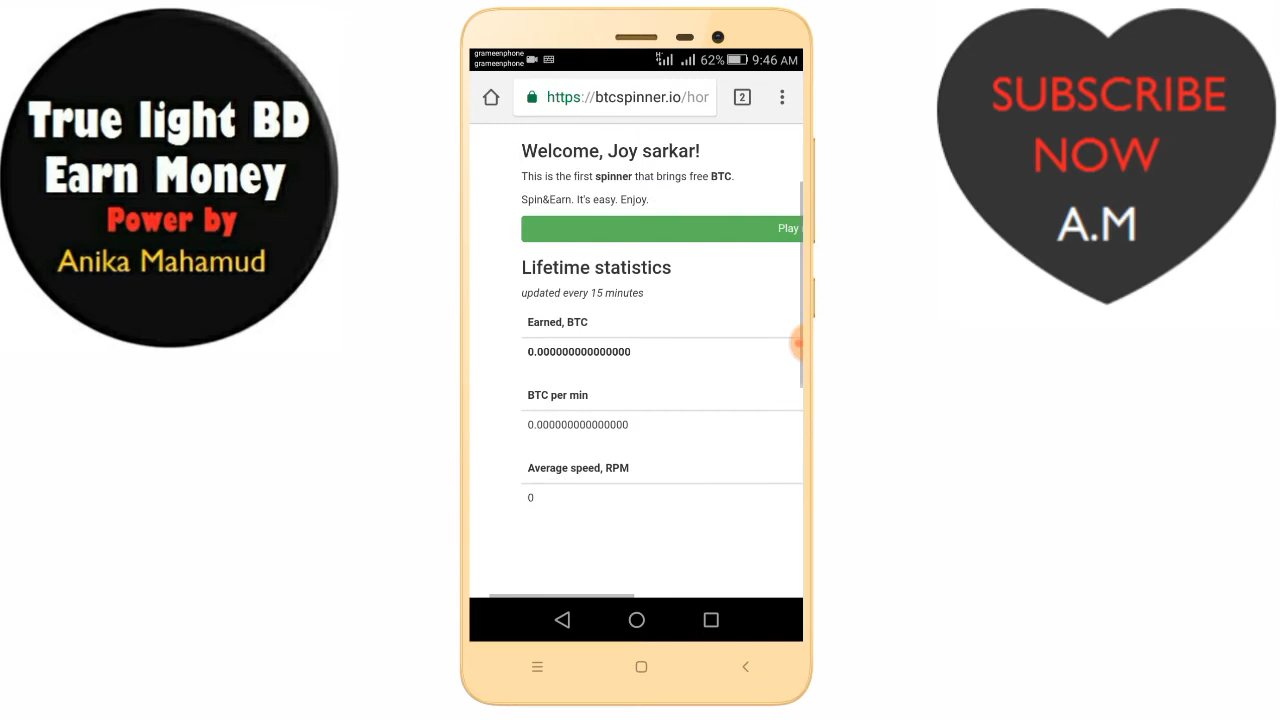 True light BD
Earn Money
Power by
Anika Mahamud
grameenphone
grameenphone
62%
9:46 AM
https://btcspinner.io/hor
2
Welcome, Joy sarkar!
This is the first spinner that brings free BTC.
Spin&Earn. It's easy. Enjoy.
Play
Lifetime statistics
updated every 15 minutes
Earned, BTC
0.000000000000000
BTC per min
0.000000000000000
Average speed, RPM
0
SUBSCRIBE
NOW
A.M